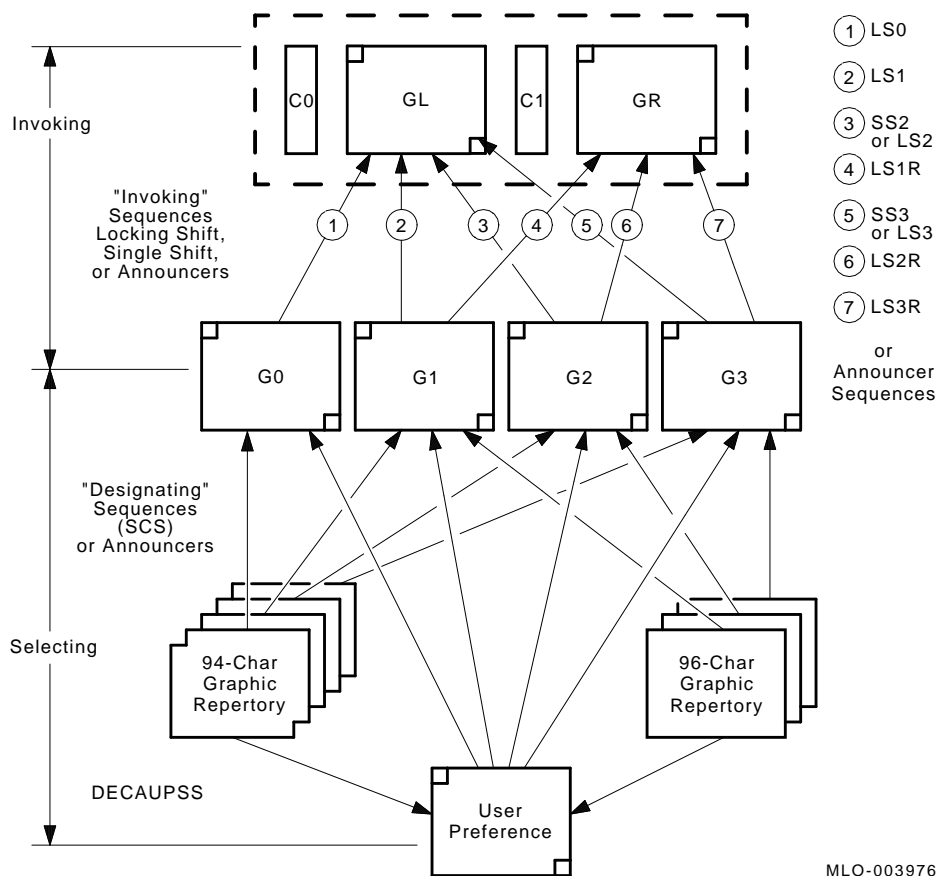 C0
GL
C1
GR
1 LS0
2 LS1
3 SS2
or LS2
4 LS1R
5 SS3
or LS3
6 LS2R
7 LS3R
or
Announcer
Sequences
Invoking
"Invoking"
Sequences
Locking Shift,
Single Shift,
or Announcers
1
2
3
4
5
6
7
G0
G1
G2
G3
"Designating"
Sequences
(SCS)
or Announcers
Selecting
94-Char
Graphic
Repertory
96-Char
Graphic
Repertory
DECAUPSS
User
Preference
MLO-003976